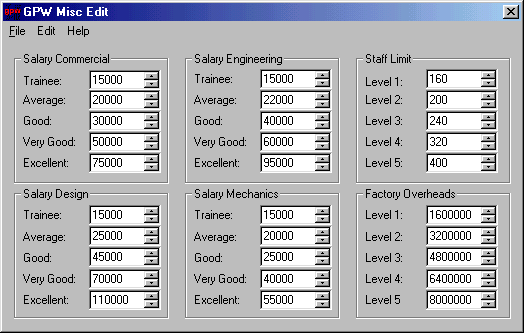 GPW Misc Edit
File Edit Help
Salary Commercial
Trainee: 15000
Average: 20000
Good: 30000
Very Good: 50000
Excellent: 75000
Salary Engineering
Trainee: 15000
Average: 22000
Good: 40000
Very Good: 60000
Excellent: 95000
Staff Limit
Level 1: 160
Level 2: 200
Level 3: 240
Level 4: 320
Level 5: 400
Salary Design
Trainee: 15000
Average: 25000
Good: 45000
Very Good: 70000
Excellent: 110000
Salary Mechanics
Trainee: 15000
Average: 20000
Good: 25000
Very Good: 40000
Excellent: 55000
Factory Overheads
Level 1: 1600000
Level 2: 3200000
Level 3: 4800000
Level 4: 6400000
Level 5 8000000